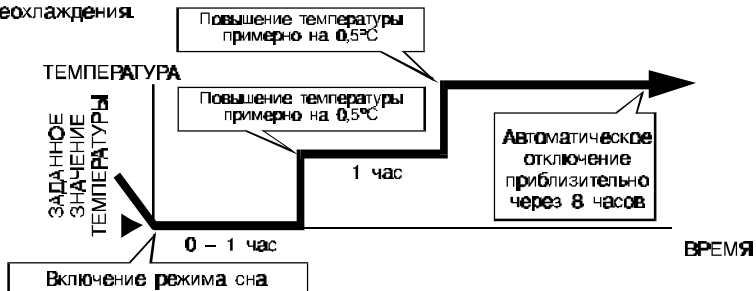 еохлаждения.
Повышение температуры
примерно на 0,5°С
ТЕМПЕРАТУРА
Повышение температуры
примерно на 0,5°С
ЗАДАННОЕ
ЗНАЧЕНИЕ
ТЕМПЕРАТУРЫ
1 час
Автоматическое
отключение
приблизительно
через 8 часов
0 – 1 час
ВРЕМЯ
Включение режима сна